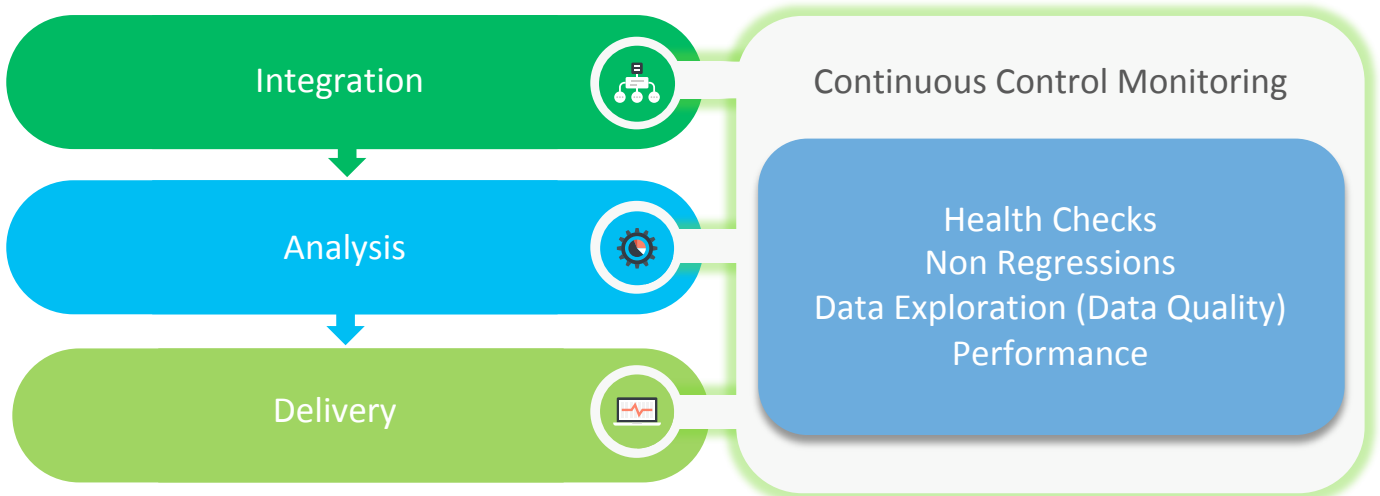 Integration
Analysis
Delivery
Continuous Control Monitoring
Health Checks
Non Regressions
Data Exploration (Data Quality)
Performance